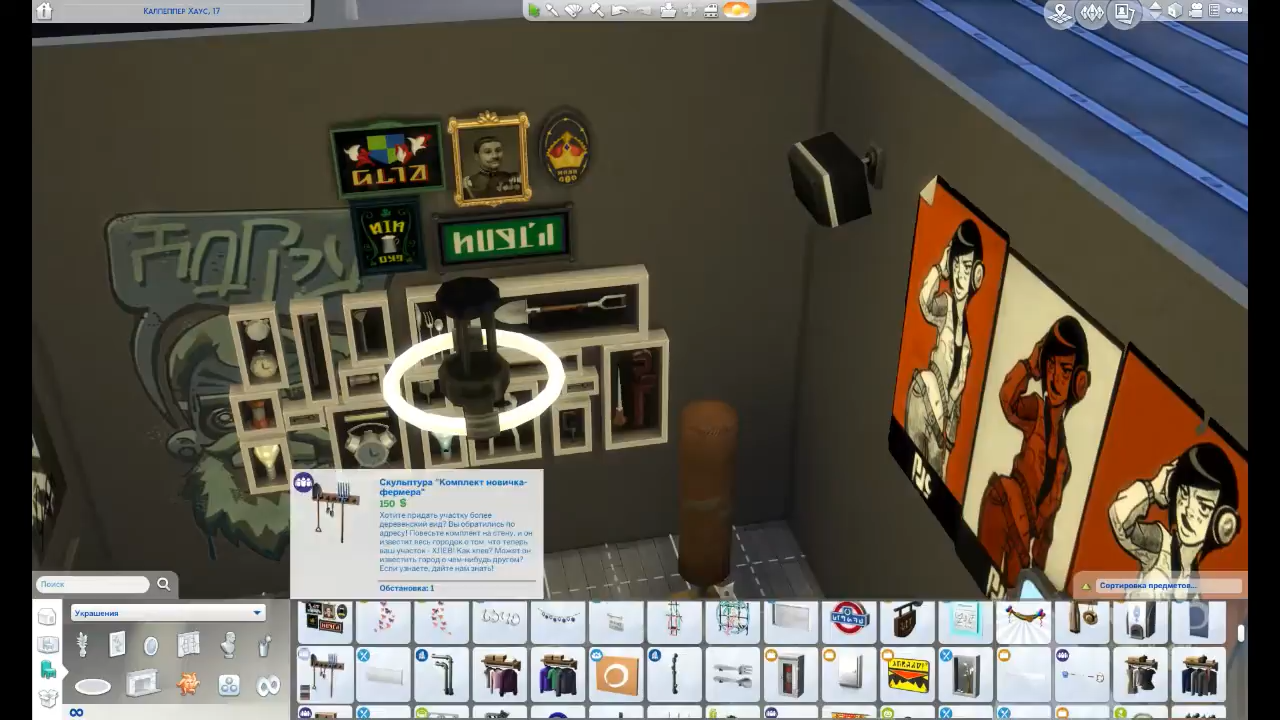 Калпеппер Хаус, 17
Скульптура "Комплект новичка-
фермера"
150 $
Хотите придать участку более
деревенский вид? Вы обратились по
адресу! Повесьте комплект на стену, и он
известит весь городок о том, что теперь
ваш участок - ХЛЕВ! Как хлев? Может он
известить город о чем-нибудь другом?
Если узнаете, дайте нам знать!
Обстановка: 1
Поиск
Сортировка предметов...
Украшения